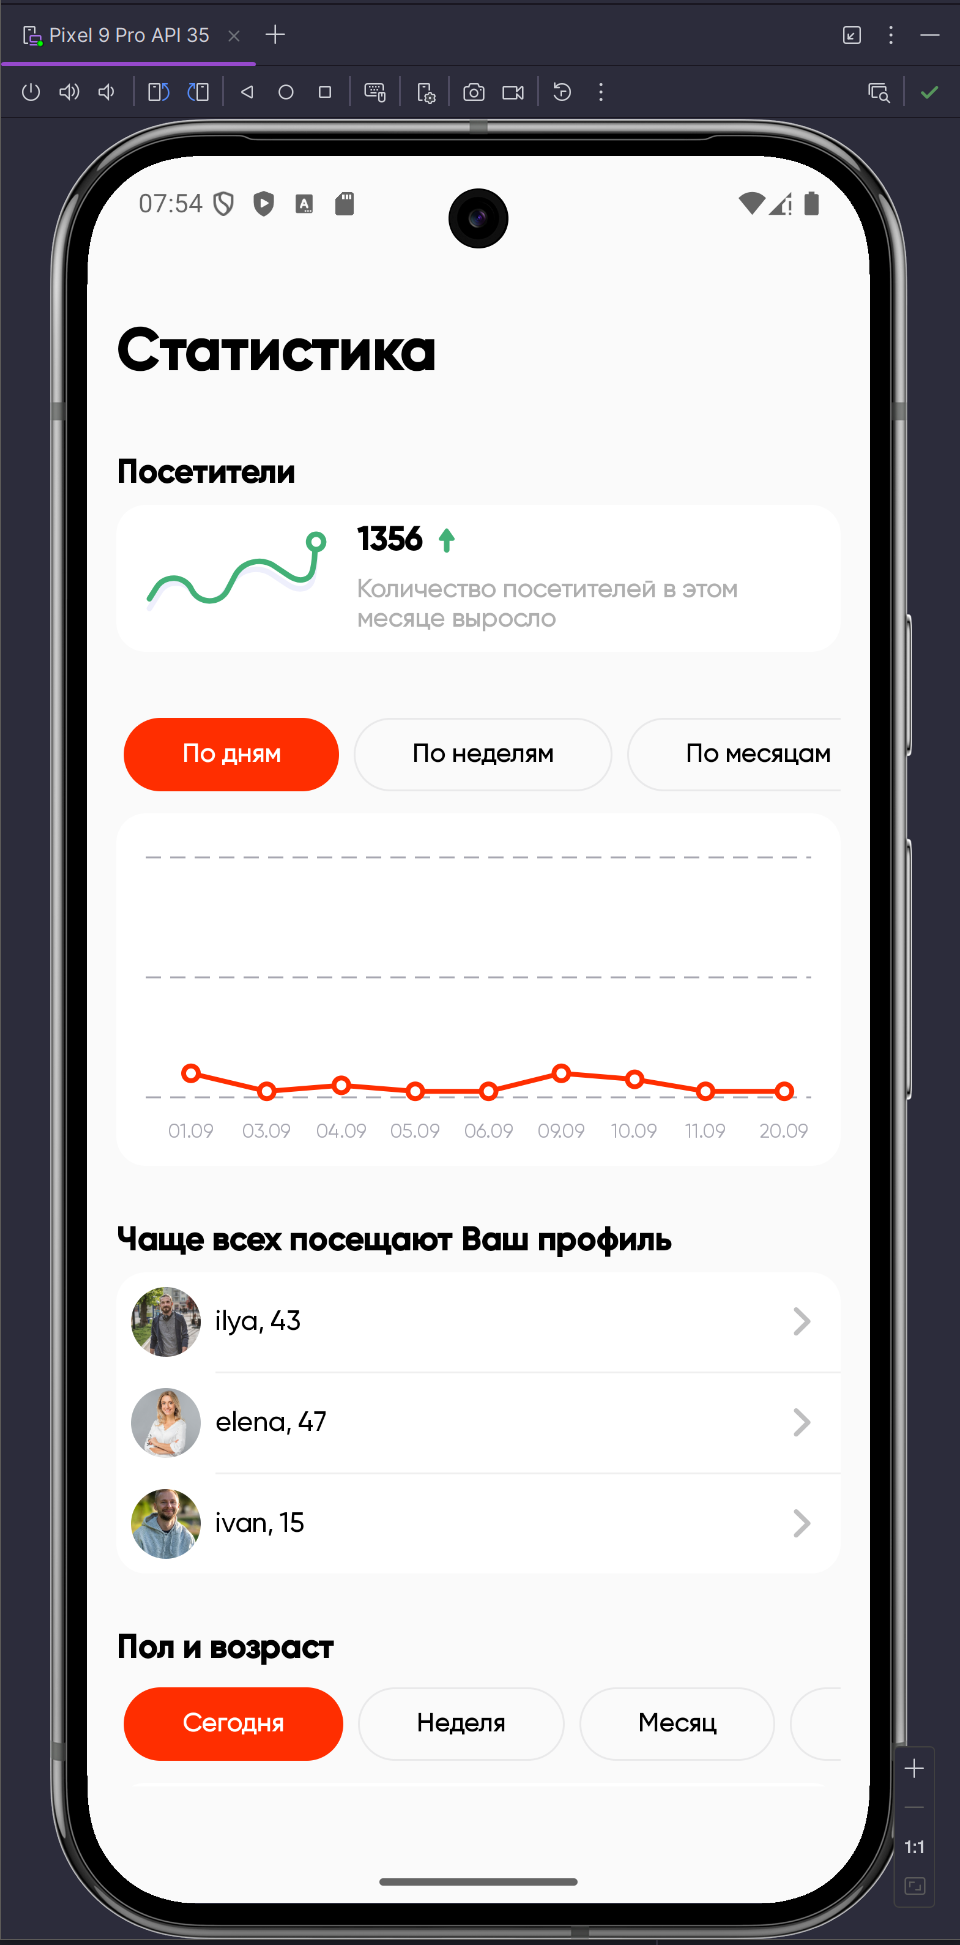 Pixel 9 Pro API 35
07:54
Статистика
Посетители
1356
Количество посетителей в этом
месяце выросло
По дням
По неделям
По месяцам
01.09 03.09 04.09 05.09 06.09 09.09 10.09 11.09 20.09
Чаще всех посещают Ваш профиль
ilya, 43
elena, 47
ivan, 15
Пол и возраст
Сегодня
Неделя
Месяц
1:1